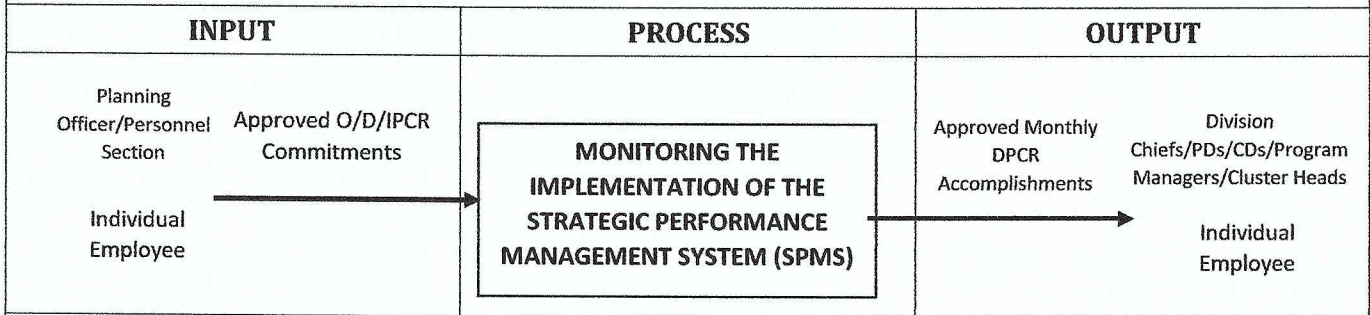 INPUT
PROCESS
OUTPUT
Planning
Officer/Personnel
Section
Approved O/D/IPCR
Commitments
Individual
Employee
MONITORING THE
IMPLEMENTATION OF THE
STRATEGIC PERFORMANCE
MANAGEMENT SYSTEM (SPMS)
Approved Monthly
DPCR
Accomplishments
Division
Chiefs/PDs/CDs/Program
Managers/Cluster Heads
Individual
Employee